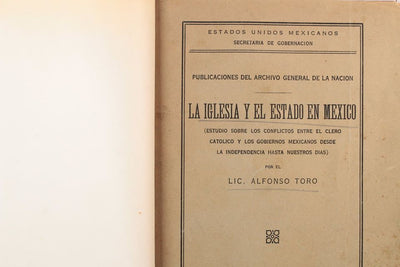 ESTADOS UNIDOS MEXICANOS
SECRETARIA DE GOBERNACION
PUBLICACIONES DEL ARCHIVO GENERAL DE LA NACION
LA IGLESIA Y EL ESTADO EN MEXICO
(ESTUDIO SOBRE LOS CONFLICTOS ENTRE EL CLERO
CATOLICO Y LOS GOBIERNOS MEXICANOS DESDE
LA INDEPENDENCIA HASTA NUESTROS DIAS)
POR EL
LIC. ALFONSO TORO